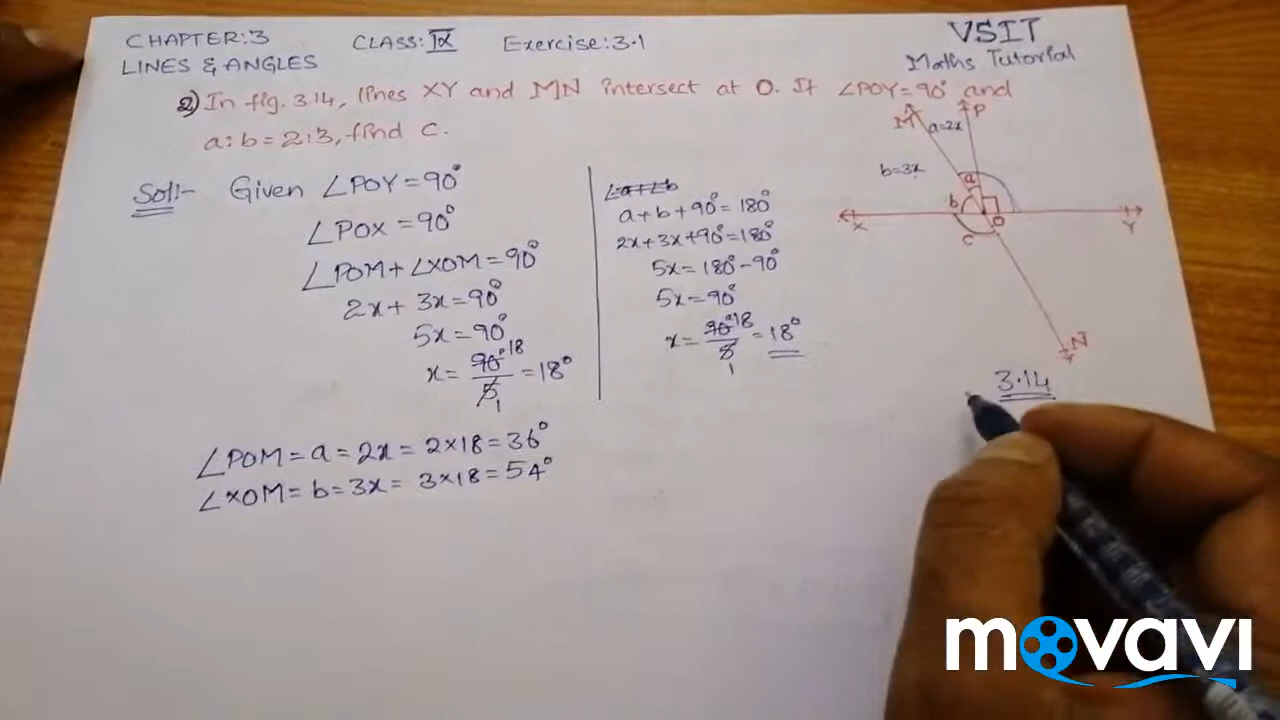 CHAPTER:3 CLASS: IX Exercise:3.1
LINES & ANGLES
VSIT
Maths Tutorial
2) In fig. 3.14, lines XY and MN intersect at O. If ∠POY=90° and
a:b=2:3, find c.
Sol:- Given ∠POY=90°
∠POX=90°
∠POM+∠XOM=90°
2x+3x=90°
5x=90°
x=90°/5=18°
18
1
∠POM=a=2x=2×18=36°
∠XOM=b=3x=3×18=54°
∠a+∠b
a+b+90°=180°
2x+3x+90°=180°
5x=180°-90°
5x=90°
18
1
M
a=2x
P
b=3x
a
b
O
c
X
Y
N
3.14
movavi